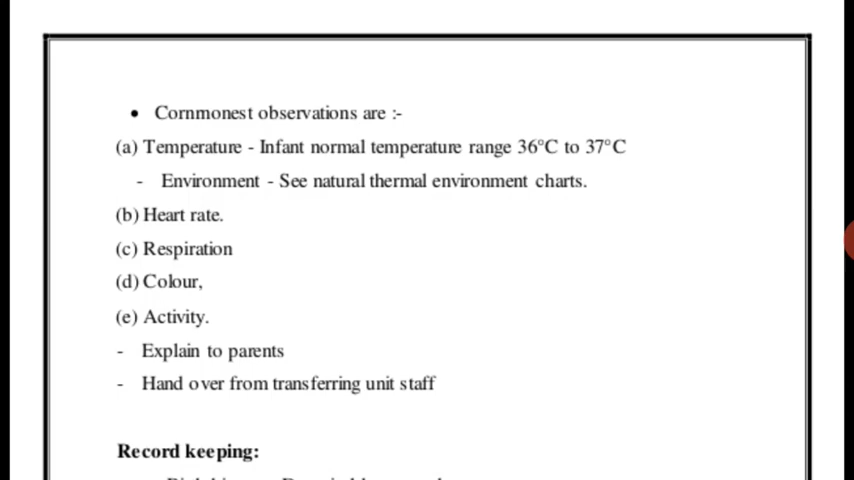 • Cornmonest observations are :-
(a) Temperature - Infant normal temperature range 36°C to 37°C
- Environment - See natural thermal environment charts.
(b) Heart rate.
(c) Respiration
(d) Colour,
(e) Activity.
- Explain to parents
- Hand over from transferring unit staff
Record keeping: